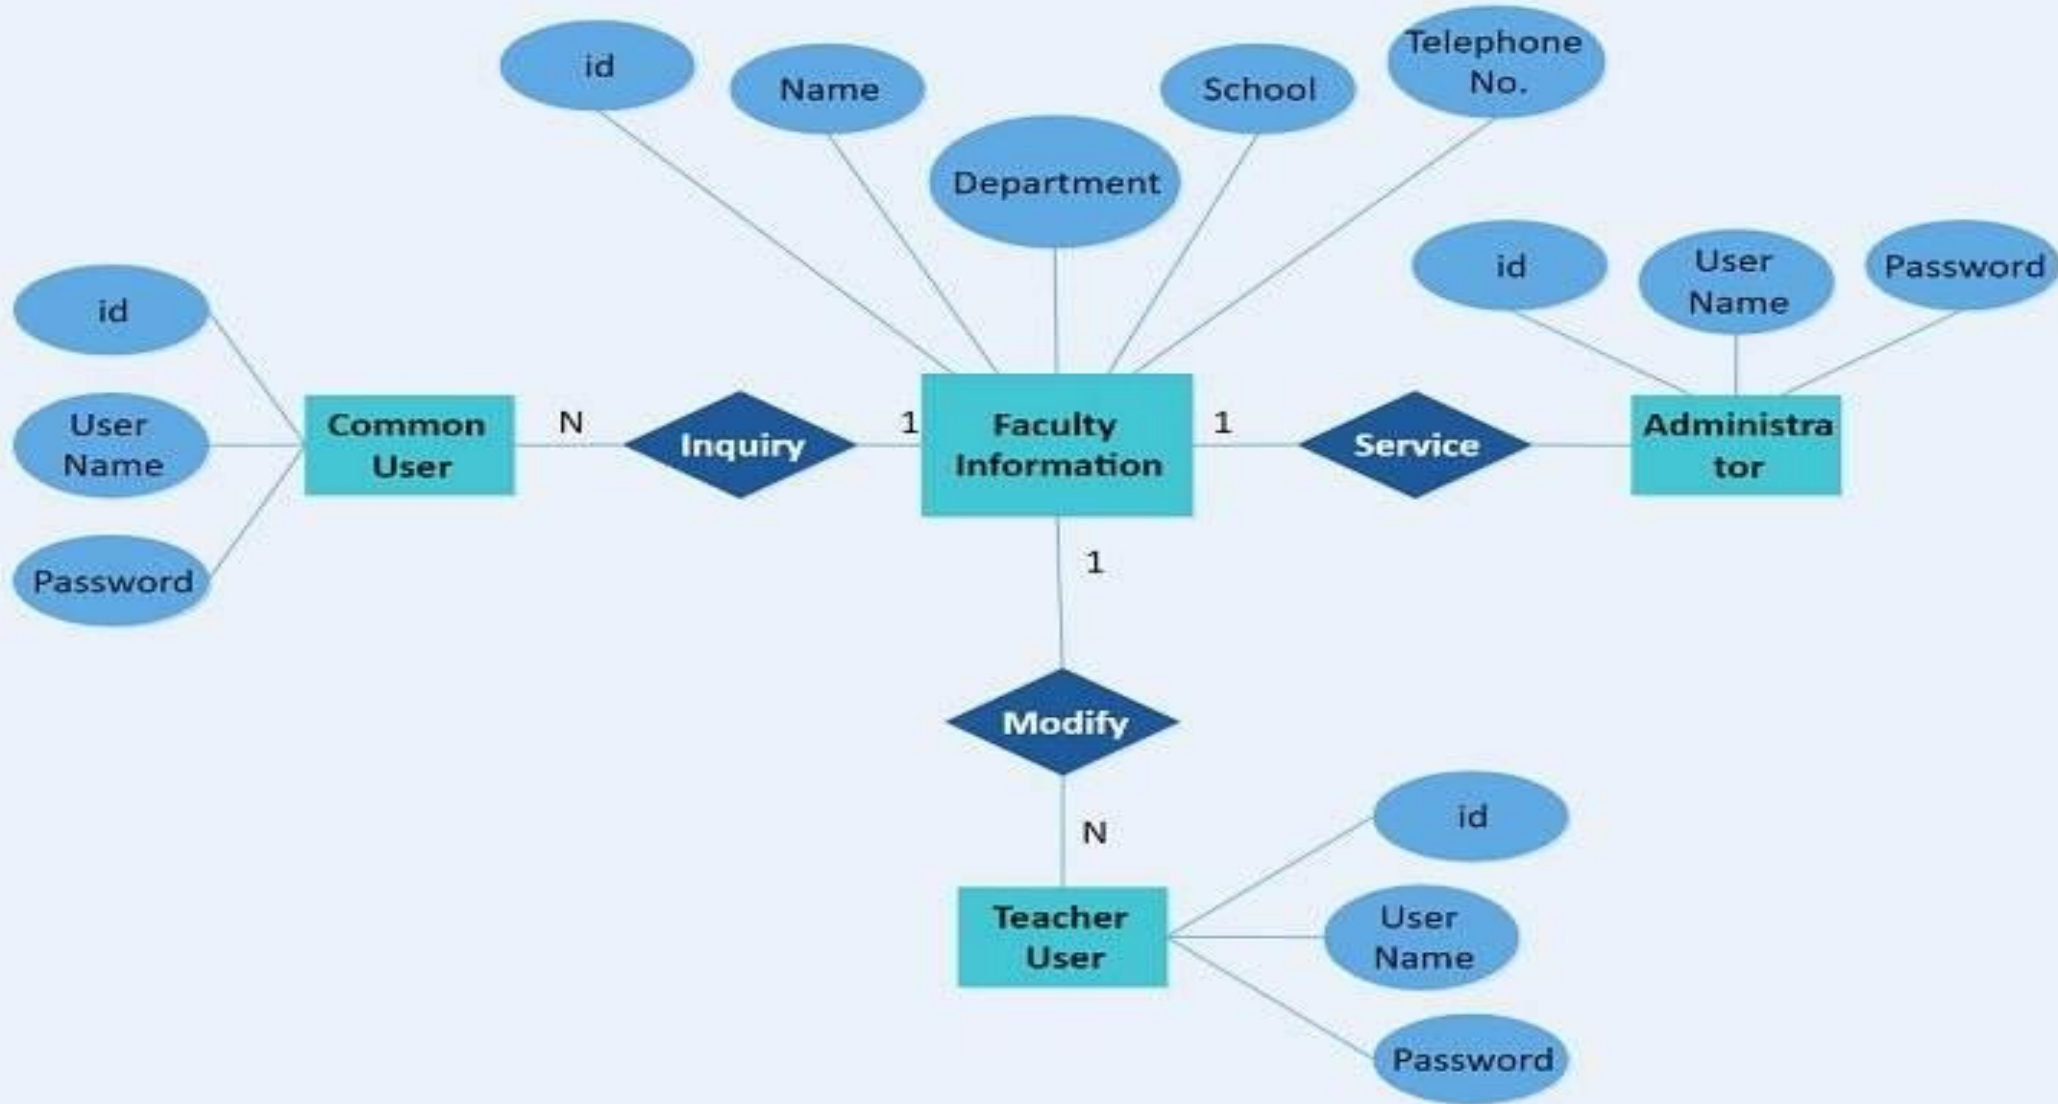 id
Name
Department
School
Telephone
No.
id
User
Name
Password
id
User
Name
Password
Common
User
N
Inquiry
1
Faculty
Information
1
Service
Administra
tor
1
Modify
N
Teacher
User
id
User
Name
Password